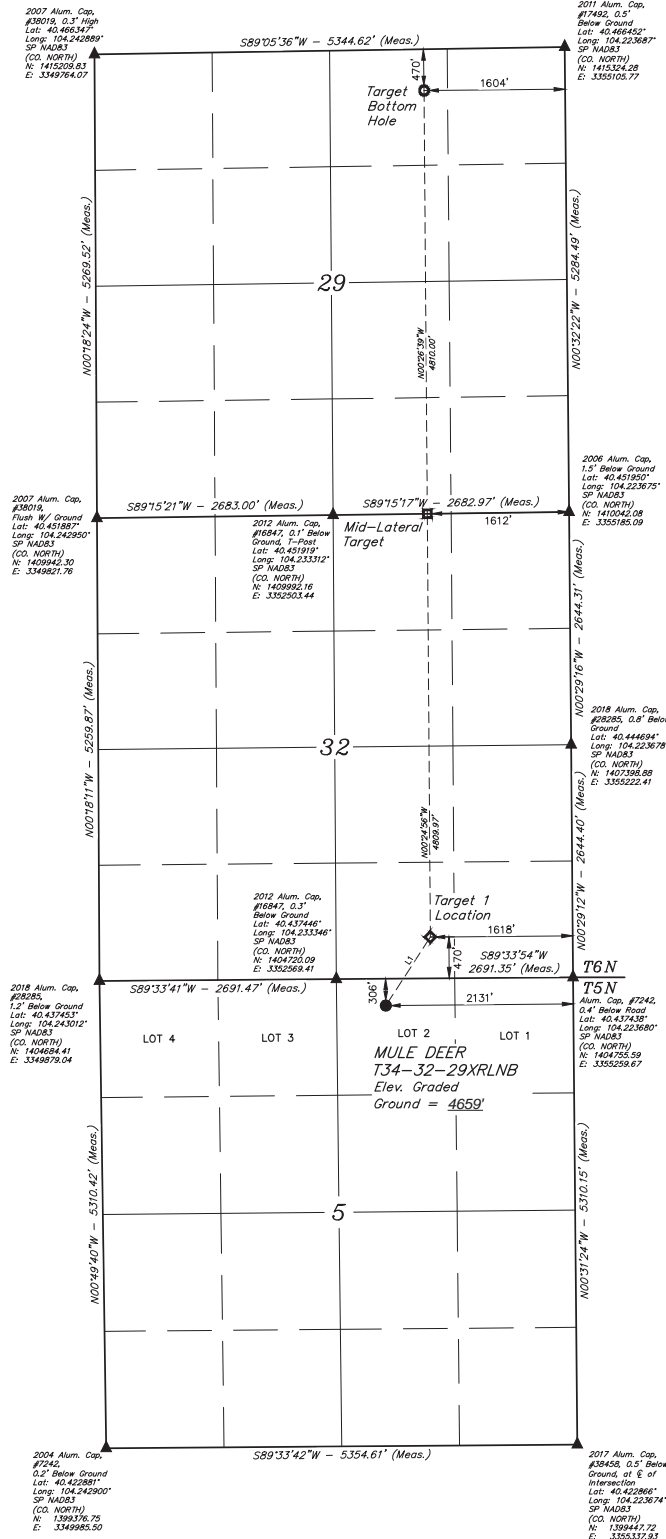 2007 Alum. Cap,
#38019, 0.3' High
Lat: 40.466347°
Long: 104.242889°
SP NAD83
(CO. NORTH)
N: 1415209.83
E: 3349764.07
S89°05'36"W - 5344.62' (Meas.)
2011 Alum. Cap,
#17492, 0.5'
Below Ground
Lat: 40.466452°
Long: 104.223687°
SP NAD83
(CO. NORTH)
N: 1415324.28
E: 3355105.77
470'
1604'
Target
Bottom
Hole
N00°18'24"W - 5269.52' (Meas.)
29
N00°26'39"W
4810.00'
N00°32'22"W - 5284.49' (Meas.)
2007 Alum. Cap,
#38019,
Flush W/ Ground
Lat: 40.451887°
Long: 104.242950°
SP NAD83
(CO. NORTH)
N: 1409942.30
E: 3349821.76
S89°15'21"W - 2683.00' (Meas.)
S89°15'17"W - 2682.97' (Meas.)
2012 Alum. Cap,
#16847, 0.1' Below
Ground, T-Post
Lat: 40.451919°
Long: 104.233312°
SP NAD83
(CO. NORTH)
N: 1409992.16
E: 3352503.44
Mid-Lateral
Target
1612'
2006 Alum. Cap,
1.5' Below Ground
Lat: 40.451950°
Long: 104.223675°
SP NAD83
(CO. NORTH)
N: 1410042.08
E: 3355185.09
N00°18'11"W - 5259.87' (Meas.)
32
N00°24'56"W
4809.97'
N00°29'16"W - 2644.31' (Meas.)
2018 Alum. Cap,
#28285, 0.8' Below
Ground
Lat: 40.444694°
Long: 104.223678°
SP NAD83
(CO. NORTH)
N: 1407398.88
E: 3355222.41
N00°29'12"W - 2644.40' (Meas.)
2012 Alum. Cap,
#16847, 0.3'
Below Ground
Lat: 40.437446°
Long: 104.233346°
SP NAD83
(CO. NORTH)
N: 1404720.09
E: 3352569.41
Target 1
Location
1618'
470'
L1
S89°33'54"W
2691.35' (Meas.)
T6N
T5N
2018 Alum. Cap,
#28285,
1.2' Below Ground
Lat: 40.437453°
Long: 104.243012°
SP NAD83
(CO. NORTH)
N: 1404684.41
E: 3349879.04
S89°33'41"W - 2691.47' (Meas.)
306'
2131'
Alum. Cap, #7242,
0.4' Below Road
Lat: 40.437438°
Long: 104.223680°
SP NAD83
(CO. NORTH)
N: 1404755.59
E: 3355259.67
LOT 4
LOT 3
LOT 2
LOT 1
MULE DEER
T34-32-29XRLNB
Elev. Graded
Ground = 4659'
N00°49'40"W - 5310.42' (Meas.)
5
N00°31'24"W - 5310.15' (Meas.)
2004 Alum. Cap,
#7242,
0.2' Below Ground
Lat: 40.422881°
Long: 104.242900°
SP NAD83
(CO. NORTH)
N: 1399376.75
E: 3349985.50
S89°33'42"W - 5354.61' (Meas.)
2017 Alum. Cap,
#38458, 0.5' Below
Ground, at ℄ of
Intersection
Lat: 40.422866°
Long: 104.223674°
SP NAD83
(CO. NORTH)
N: 1399447.72
E: 3355337.93